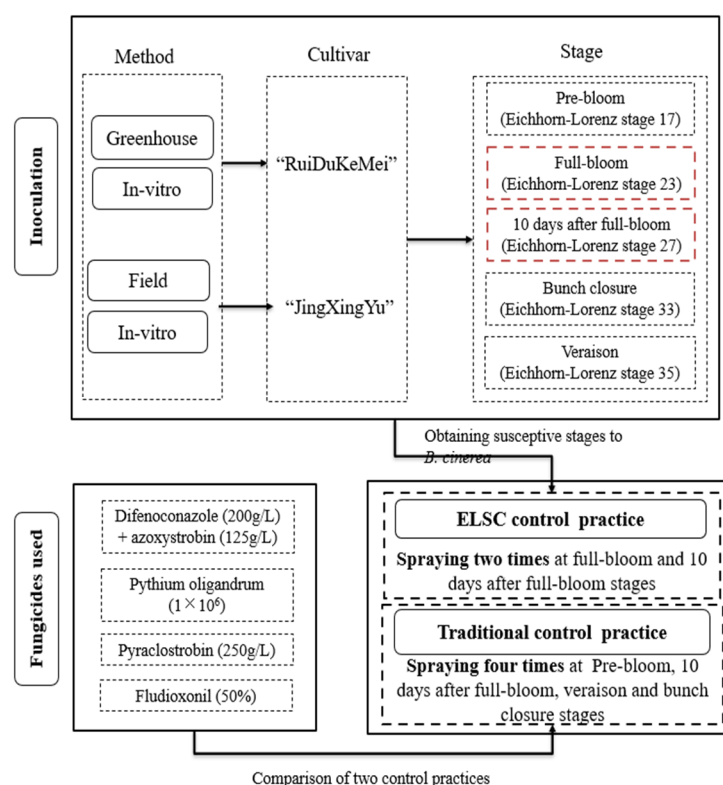 Method
Cultivar
Stage
Inoculation
Greenhouse
In-vitro
Field
In-vitro
“RuiDuKeMei”
“JingXingYu”
Pre-bloom
(Eichhorn-Lorenz stage 17)
Full-bloom
(Eichhorn-Lorenz stage 23)
10 days after full-bloom
(Eichhorn-Lorenz stage 27)
Bunch closure
(Eichhorn-Lorenz stage 33)
Veraison
(Eichhorn-Lorenz stage 35)
Obtaining susceptive stages to
B. cinerea
Fungicides used
Difenoconazole (200g/L)
+ azoxystrobin (125g/L)
Pythium oligandrum
(1×10⁶)
Pyraclostrobin (250g/L)
Fludioxonil (50%)
ELSC control practice
Spraying two times at full-bloom and 10
days after full-bloom stages
Traditional control practice
Spraying four times at Pre-bloom, 10
days after full-bloom, veraison and bunch
closure stages
Comparison of two control practices